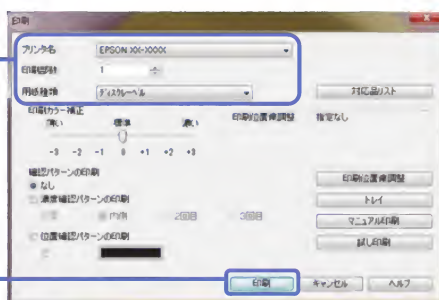 印刷
プリンタ名 EPSON XX-XXXX
印刷部数 1
用紙種類 ディスクレーベル
対応品リスト
印刷カラー補正
薄い 標準 濃い 印刷位置微調整 指定なし
-3 -2 -1 0 +1 +2 +3
確認パターンの印刷
なし
濃度確認パターンの印刷
内側 2回目 3回目
位置確認パターンの印刷
印刷位置微調整
トレイ
マニュアル印刷
試し印刷
印刷 キャンセル ヘルプ